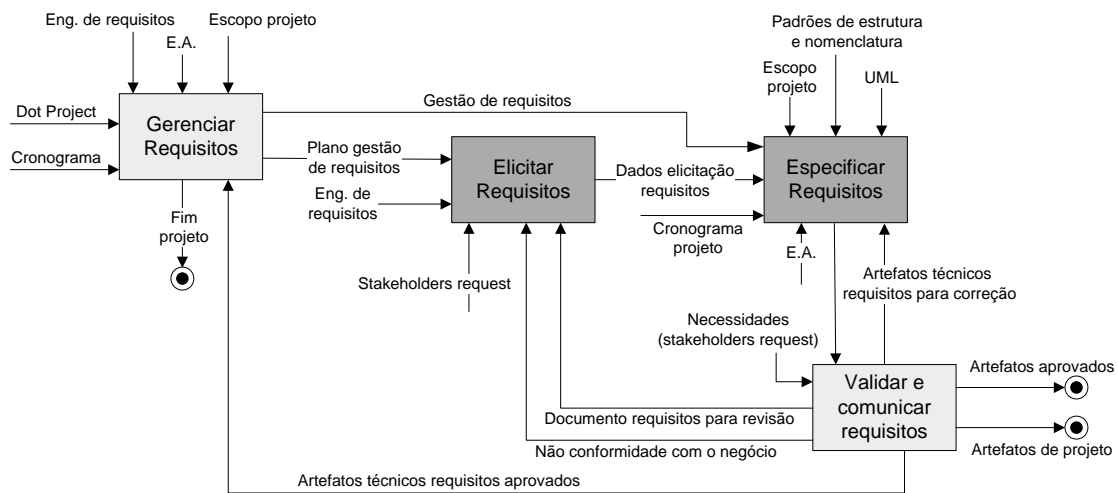 Eng. de requisitos
E.A.
Escopo projeto
Dot Project
Cronograma
Gerenciar
Requisitos
Fim
projeto
Gestão de requisitos
Plano gestão
de requisitos
Eng. de
requisitos
Elicitar
Requisitos
Stakeholders request
Dados elicitação
requisitos
Cronograma
projeto
Padrões de estrutura
e nomenclatura
Escopo
projeto
UML
Especificar
Requisitos
E.A.
Artefatos técnicos
requisitos para correção
Necessidades
(stakeholders request)
Validar e
comunicar
requisitos
Artefatos aprovados
Artefatos de projeto
Documento requisitos para revisão
Não conformidade com o negócio
Artefatos técnicos requisitos aprovados